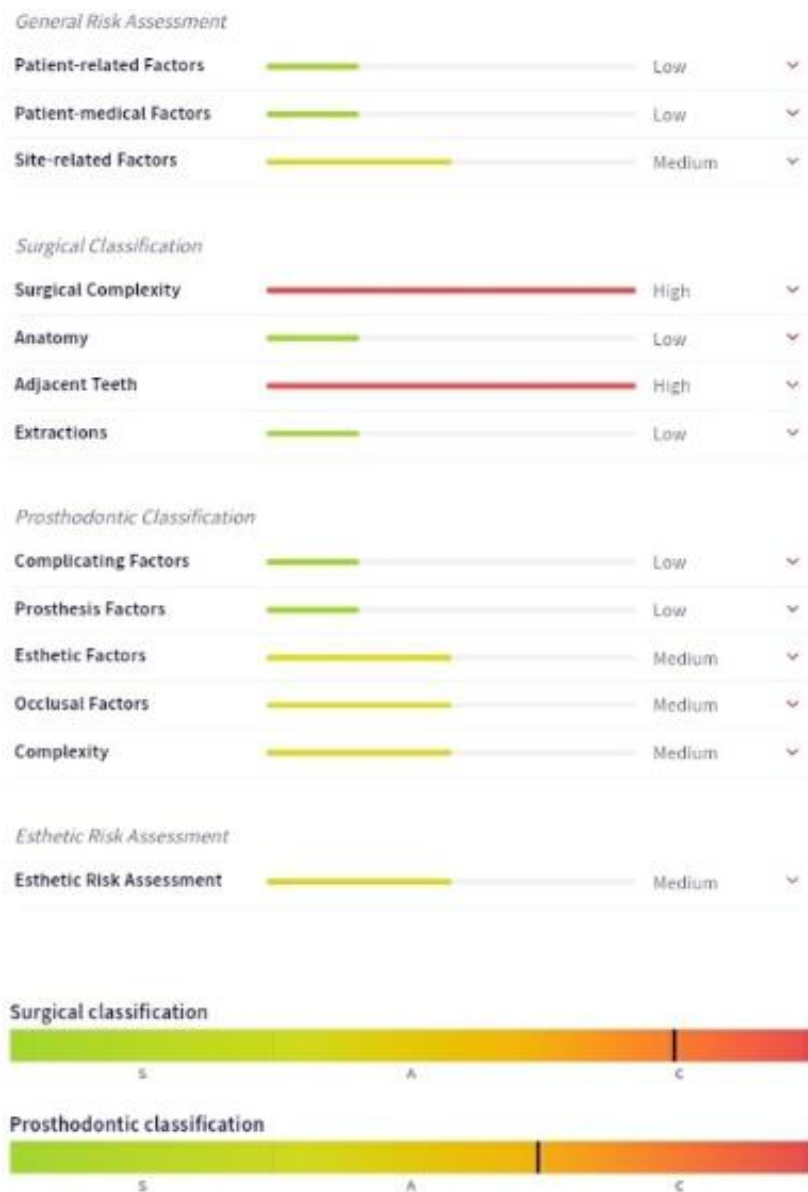 General Risk Assessment
Patient-related Factors Low
Patient-medical Factors Low
Site-related Factors Medium
Surgical Classification
Surgical Complexity High
Anatomy Low
Adjacent Teeth High
Extractions Low
Prosthodontic Classification
Complicating Factors Low
Prosthesis Factors Low
Esthetic Factors Medium
Occlusal Factors Medium
Complexity Medium
Esthetic Risk Assessment
Esthetic Risk Assessment Medium
Surgical classification
S A C
Prosthodontic classification
S A C